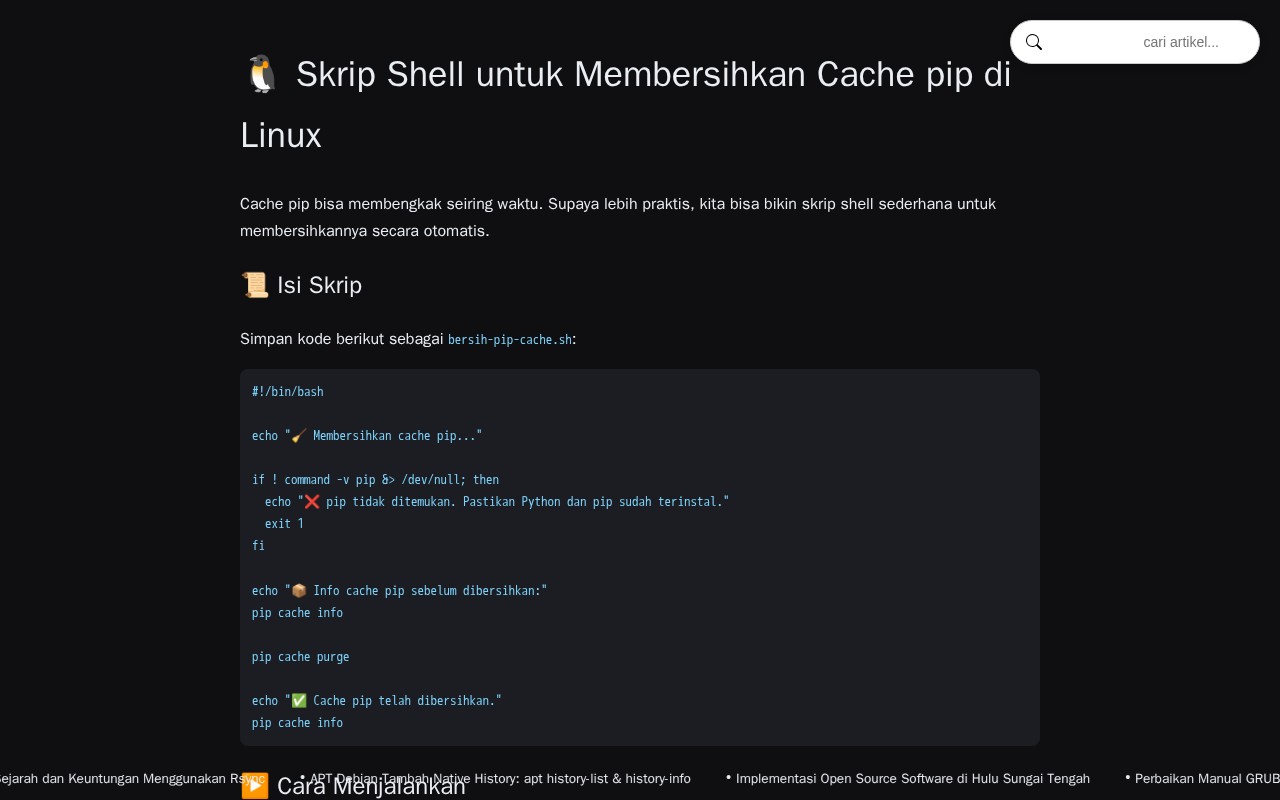 cari artikel...
🐧 Skrip Shell untuk Membersihkan Cache pip di
Linux
Cache pip bisa membengkak seiring waktu. Supaya lebih praktis, kita bisa bikin skrip shell sederhana untuk
membersihkannya secara otomatis.
📜 Isi Skrip
Simpan kode berikut sebagai bersih-pip-cache.sh:
#!/bin/bash
echo "🧹 Membersihkan cache pip..."
if ! command -v pip &> /dev/null; then
  echo "❌ pip tidak ditemukan. Pastikan Python dan pip sudah terinstal."
  exit 1
fi
echo "📦 Info cache pip sebelum dibersihkan:"
pip cache info
pip cache purge
echo "✅ Cache pip telah dibersihkan."
pip cache info
▶️ Cara Menjalankan
Sejarah dan Keuntungan Menggunakan Rsync • APT Debian Tambah Native History: apt history-list & history-info • Implementasi Open Source Software di Hulu Sungai Tengah • Perbaikan Manual GRUB